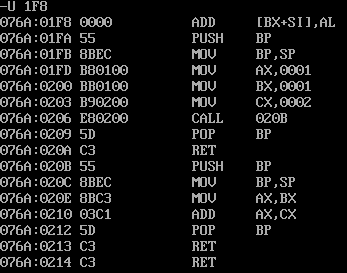 -U 1F8
076A:01F8 0000 ADD [BX+SI],AL
076A:01FA 55 PUSH BP
076A:01FB 8BEC MOV BP,SP
076A:01FD B80100 MOV AX,0001
076A:0200 BB0100 MOV BX,0001
076A:0203 B90200 MOV CX,0002
076A:0206 E80200 CALL 020B
076A:0209 5D POP BP
076A:020A C3 RET
076A:020B 55 PUSH BP
076A:020C 8BEC MOV BP,SP
076A:020E 8BC3 MOV AX,BX
076A:0210 03C1 ADD AX,CX
076A:0212 5D POP BP
076A:0213 C3 RET
076A:0214 C3 RET